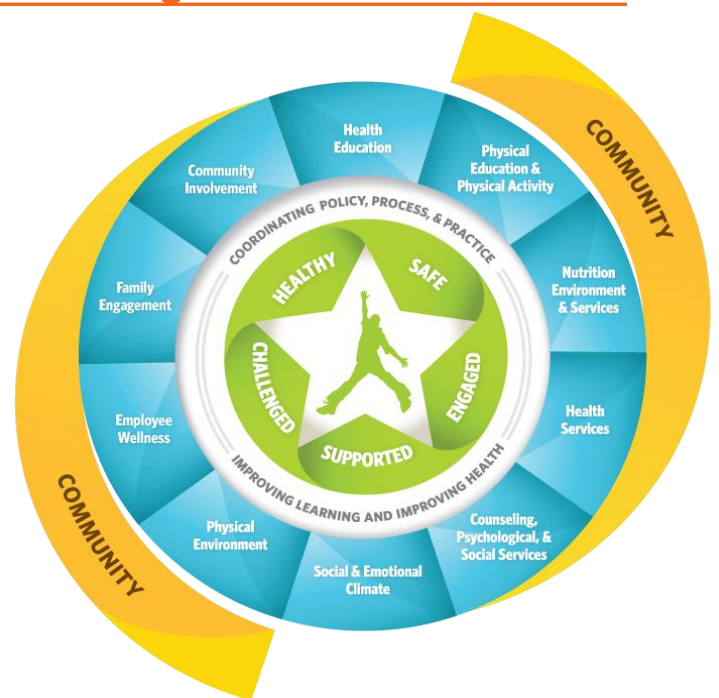 COMMUNITY
Health
Education
Physical
Education &
Physical Activity
Nutrition
Environment
& Services
Health
Services
Counseling,
Psychological, &
Social Services
Social & Emotional
Climate
Physical
Environment
Employee
Wellness
Family
Engagement
Community
Involvement
COORDINATING POLICY, PROCESS, & PRACTICE
IMPROVING LEARNING AND IMPROVING HEALTH
HEALTHY
SAFE
ENGAGED
SUPPORTED
CHALLENGED
COMMUNITY